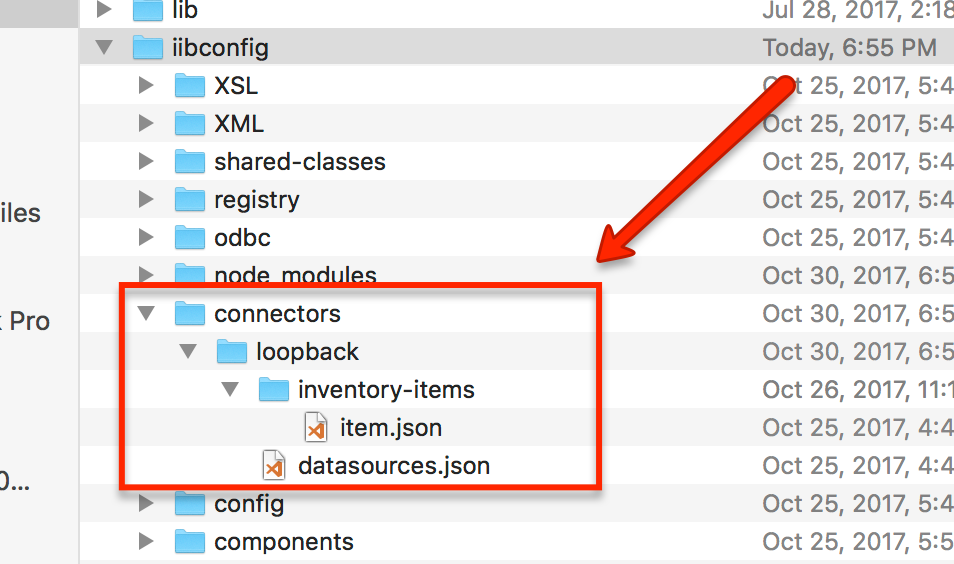 lib Jul 28, 2017, 2:18
iibconfig Today, 6:55 PM
XSL Oct 25, 2017, 5:4
XML Oct 25, 2017, 5:4
shared-classes Oct 25, 2017, 5:4
iles
registry Oct 25, 2017, 5:4
odbc Oct 25, 2017, 5:4
node_modules Oct 30, 2017, 6:5
Pro
connectors Oct 30, 2017, 6:5
loopback Oct 30, 2017, 6:5
inventory-items Oct 26, 2017, 11:1
item.json Oct 25, 2017, 4:4
datasources.json Oct 25, 2017, 4:4
0...
config Oct 25, 2017, 5:4
components Oct 25, 2017, 5:5